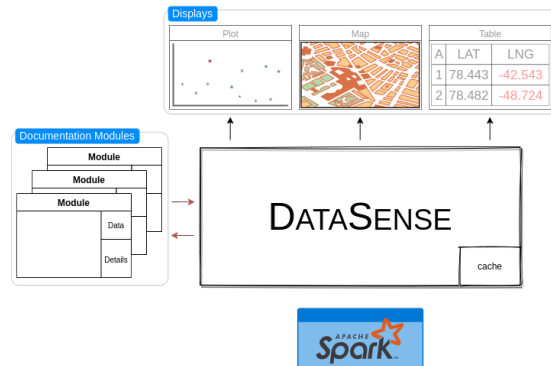 Displays
Plot
Map
Table
A LAT LNG
1 78.443 -42.543
2 78.482 -48.724
Documentation Modules
Module
Module
Module
Data
Details
DATASENSE
cache
APACHE
Spark